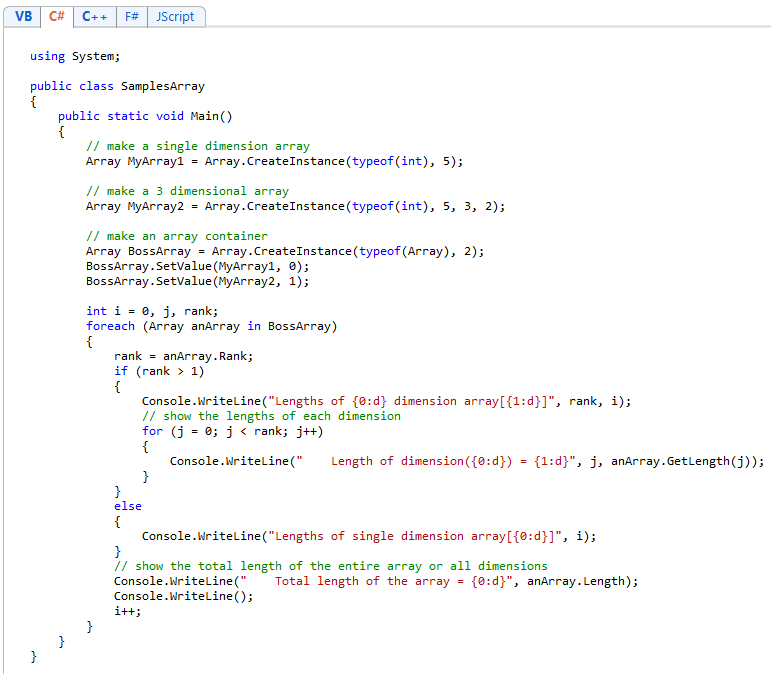 VB C# C++ F# JScript
using System;
public class SamplesArray
{
    public static void Main()
    {
        // make a single dimension array
        Array MyArray1 = Array.CreateInstance(typeof(int), 5);

        // make a 3 dimensional array
        Array MyArray2 = Array.CreateInstance(typeof(int), 5, 3, 2);

        // make an array container
        Array BossArray = Array.CreateInstance(typeof(Array), 2);
        BossArray.SetValue(MyArray1, 0);
        BossArray.SetValue(MyArray2, 1);

        int i = 0, j, rank;
        foreach (Array anArray in BossArray)
        {
            rank = anArray.Rank;
            if (rank > 1)
            {
                Console.WriteLine("Lengths of {0:d} dimension array[{1:d}]", rank, i);
                // show the lengths of each dimension
                for (j = 0; j < rank; j++)
                {
                    Console.WriteLine("    Length of dimension({0:d}) = {1:d}", j, anArray.GetLength(j));
                }
            }
            else
            {
                Console.WriteLine("Lengths of single dimension array[{0:d}]", i);
            }
            // show the total length of the entire array or all dimensions
            Console.WriteLine("    Total length of the array = {0:d}", anArray.Length);
            Console.WriteLine();
            i++;
        }
    }
}